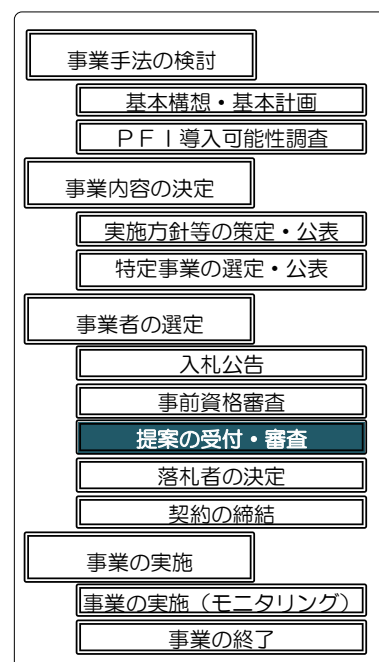 事業手法の検討
基本構想・基本計画
ＰＦＩ導入可能性調査
事業内容の決定
実施方針等の策定・公表
特定事業の選定・公表
事業者の選定
入札公告
事前資格審査
提案の受付・審査
落札者の決定
契約の締結
事業の実施
事業の実施（モニタリング）
事業の終了